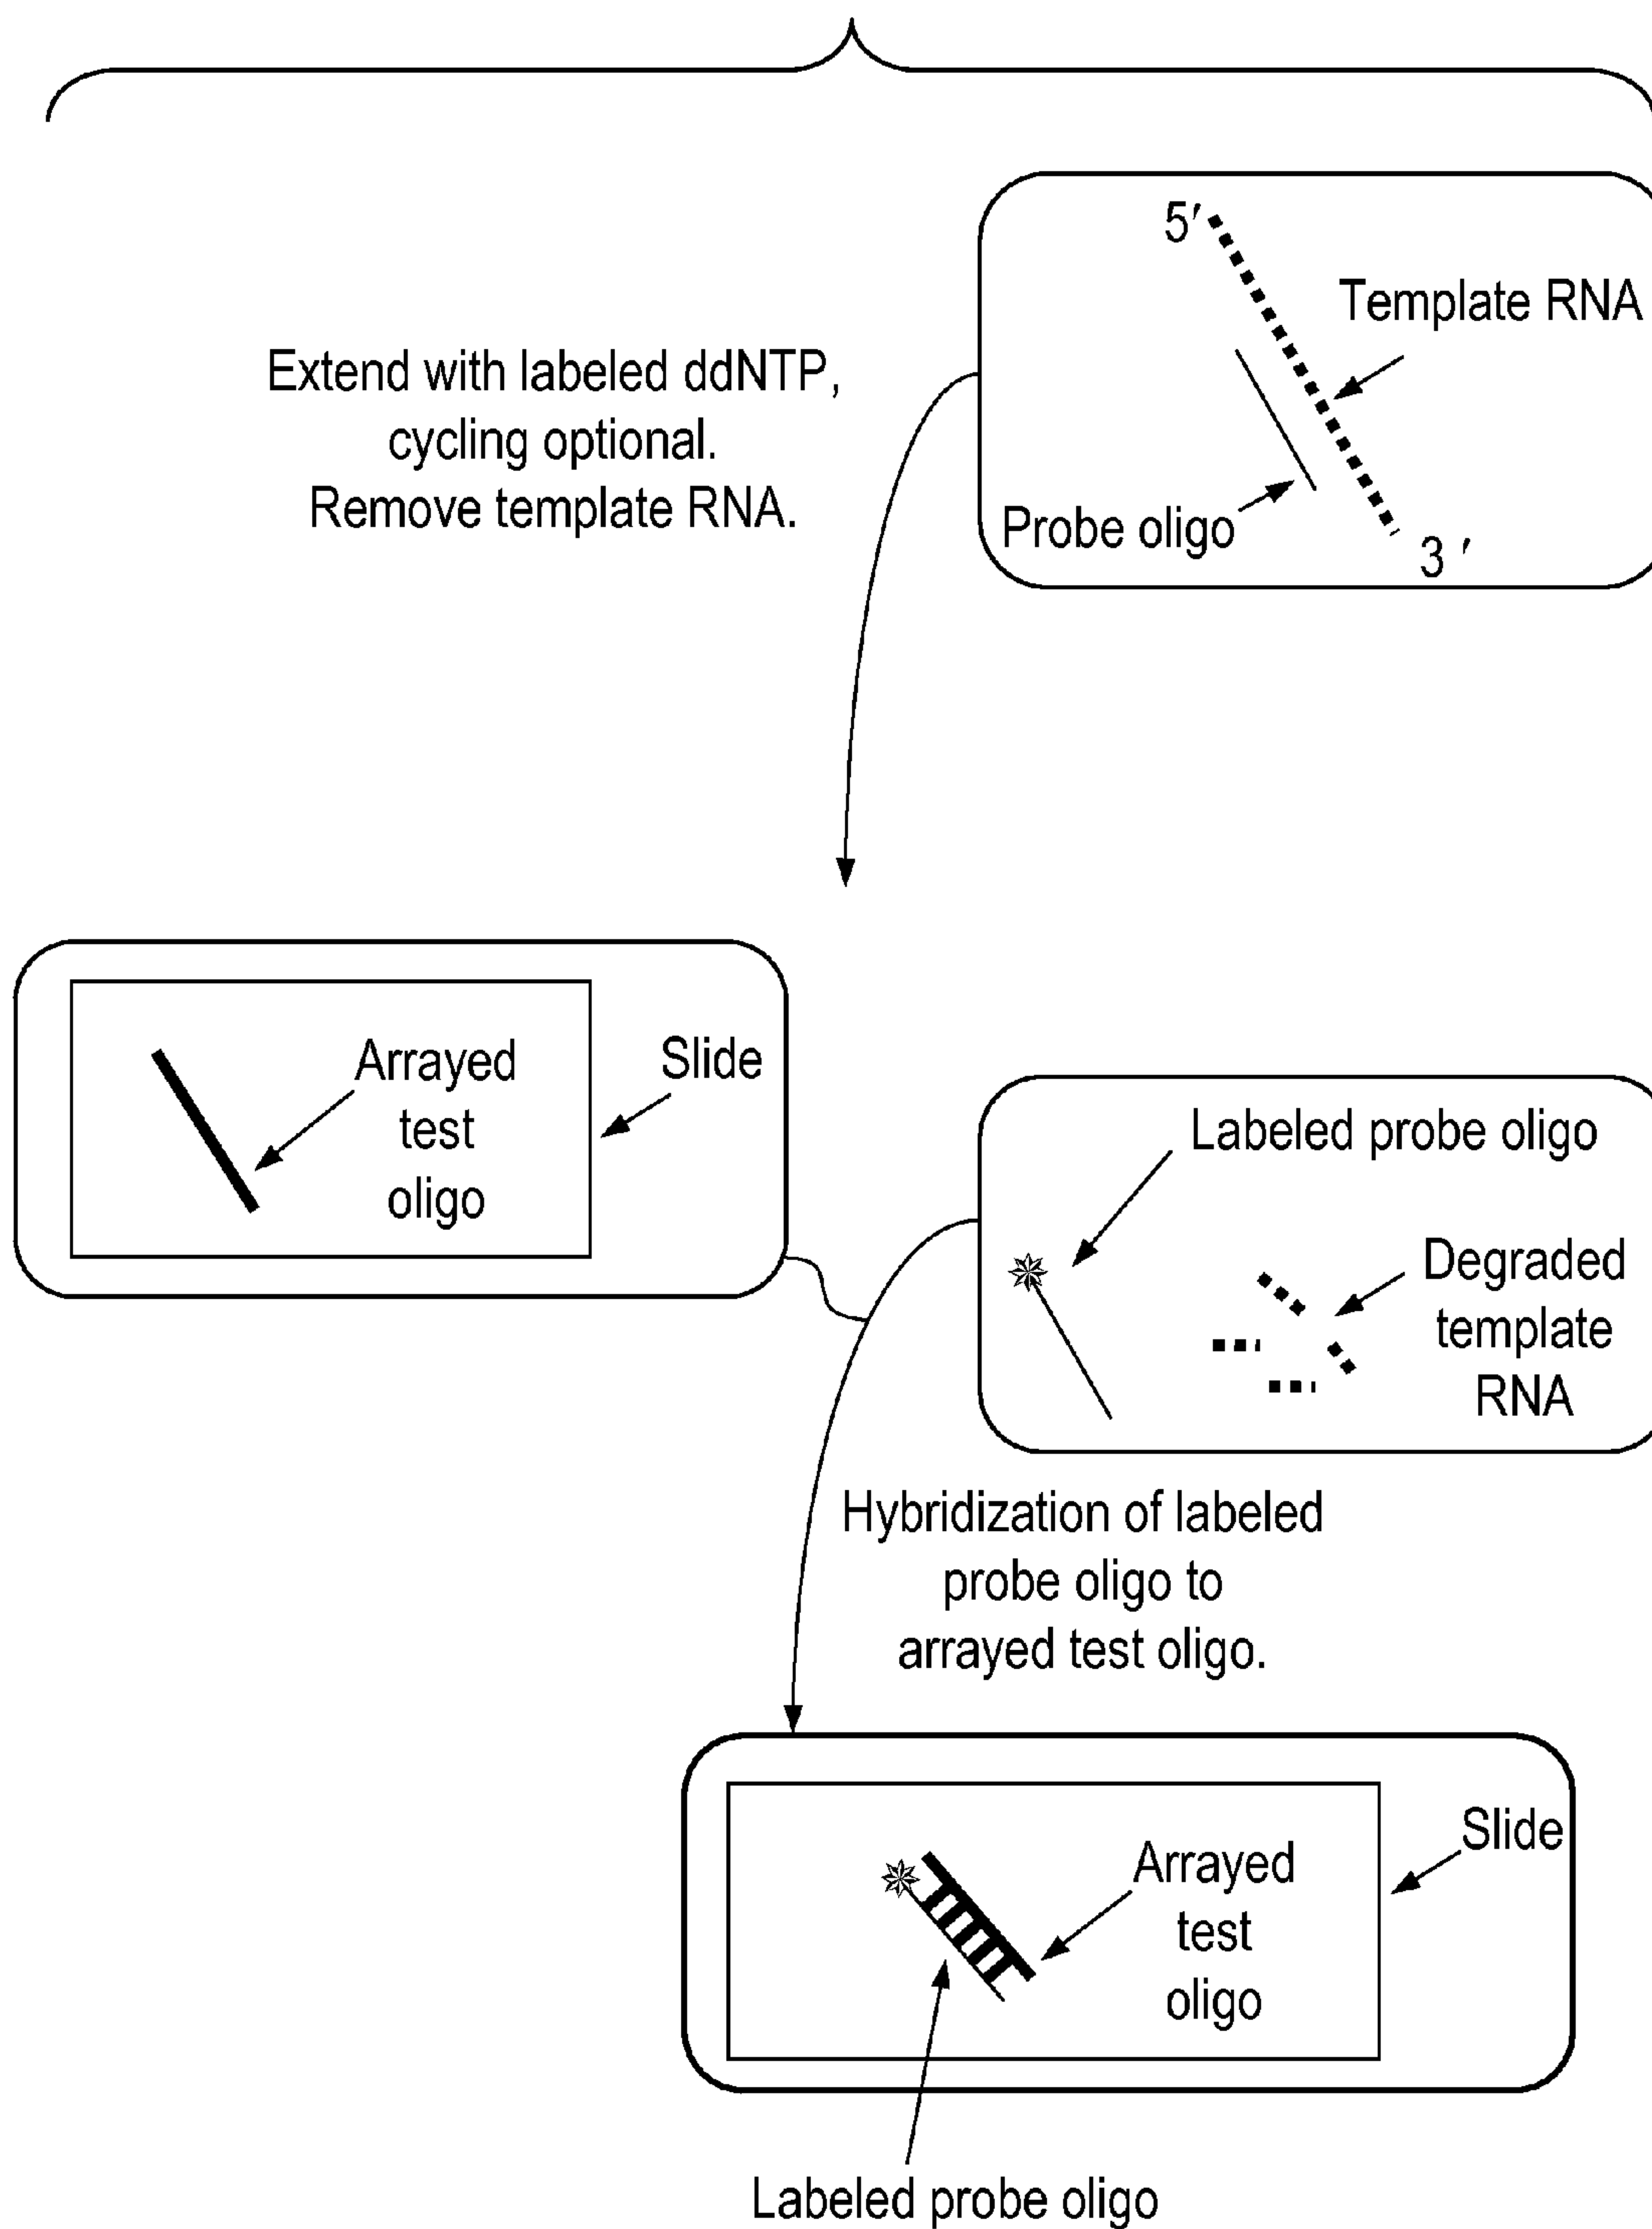 5′
Template RNA
Extend with labeled ddNTP,
cycling optional.
Remove template RNA.
Probe oligo
3 ′
Arrayed
test
oligo
Slide
Labeled probe oligo
Degraded
template
RNA
Hybridization of labeled
probe oligo to
arrayed test oligo.
Slide
Arrayed
test
oligo
Labeled probe oligo